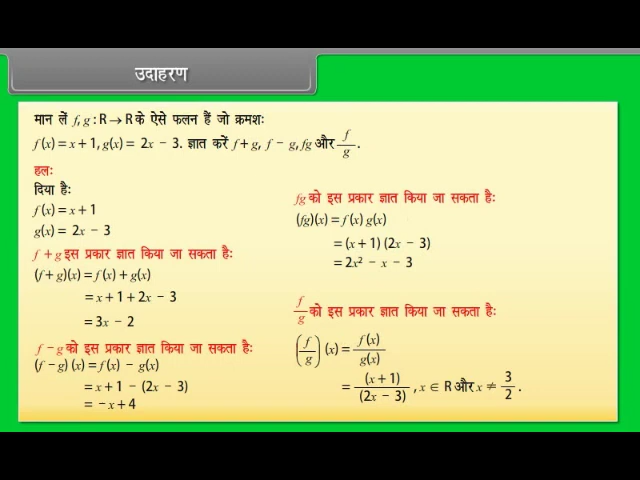 उदाहरण
मान लें f, g : R → R के ऐसे फलन हैं जो क्रमशः
f (x) = x + 1, g(x) = 2x − 3. ज्ञात करें f + g, f − g, fg और f/g .
हलः
दिया हैः
f (x) = x + 1
g(x) = 2x − 3
f + g इस प्रकार ज्ञात किया जा सकता हैः
(f + g)(x) = f (x) + g(x)
= x + 1 + 2x − 3
= 3x − 2
f − g को इस प्रकार ज्ञात किया जा सकता हैः
(f − g) (x) = f(x) − g(x)
= x + 1 − (2x − 3)
= −x + 4
fg को इस प्रकार ज्ञात किया जा सकता हैः
(fg)(x) = f (x) g(x)
= (x + 1) (2x − 3)
= 2x² − x − 3
f/g को इस प्रकार ज्ञात किया जा सकता हैः
(f/g) (x) = f (x)/g(x)
= (x + 1)/(2x − 3) , x ∈ R और x ≠ 3/2 .